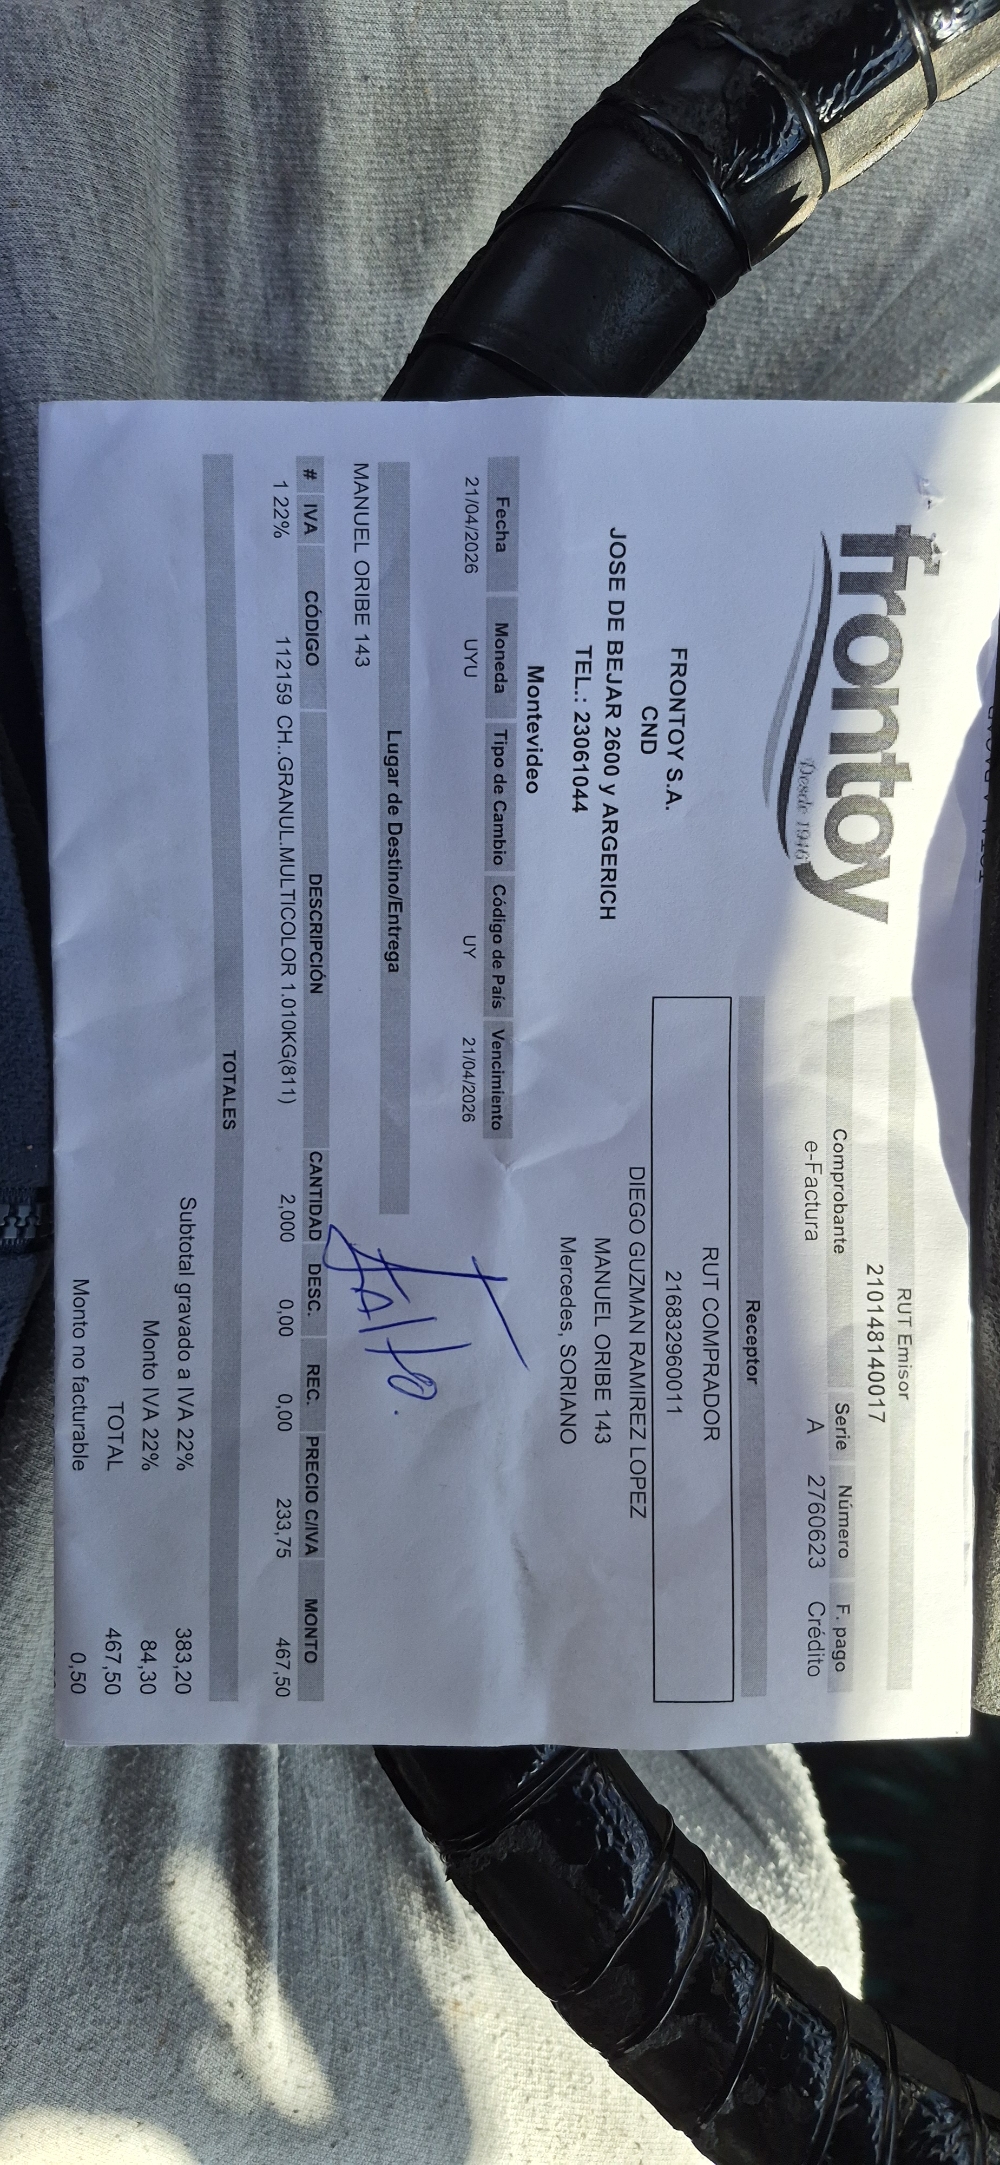 frontoy
Desde 1946
FRONTOY S.A.
CND
JOSE DE BEJAR 2600 y ARGERICH
TEL.: 23061044
Montevideo
RUT Emisor
210148140017
Comprobante Serie Número F. pago
e-Factura A 2760623 Crédito
Receptor
RUT COMPRADOR
216832960011
DIEGO GUZMAN RAMIREZ LOPEZ
MANUEL ORIBE 143
Mercedes, SORIANO
Fecha Moneda Tipo de Cambio Código de País Vencimiento
21/04/2026 UYU UY 21/04/2026
Lugar de Destino/Entrega
MANUEL ORIBE 143
FALTO.
# IVA CÓDIGO DESCRIPCIÓN CANTIDAD DESC. REC. PRECIO C/IVA MONTO
1 22% 112159 CH..GRANUL.MULTICOLOR 1.010KG(811) 2,000 0,00 0,00 233,75 467,50
TOTALES
Subtotal gravado a IVA 22% 383,20
Monto IVA 22% 84,30
TOTAL 467,50
Monto no facturable 0,50